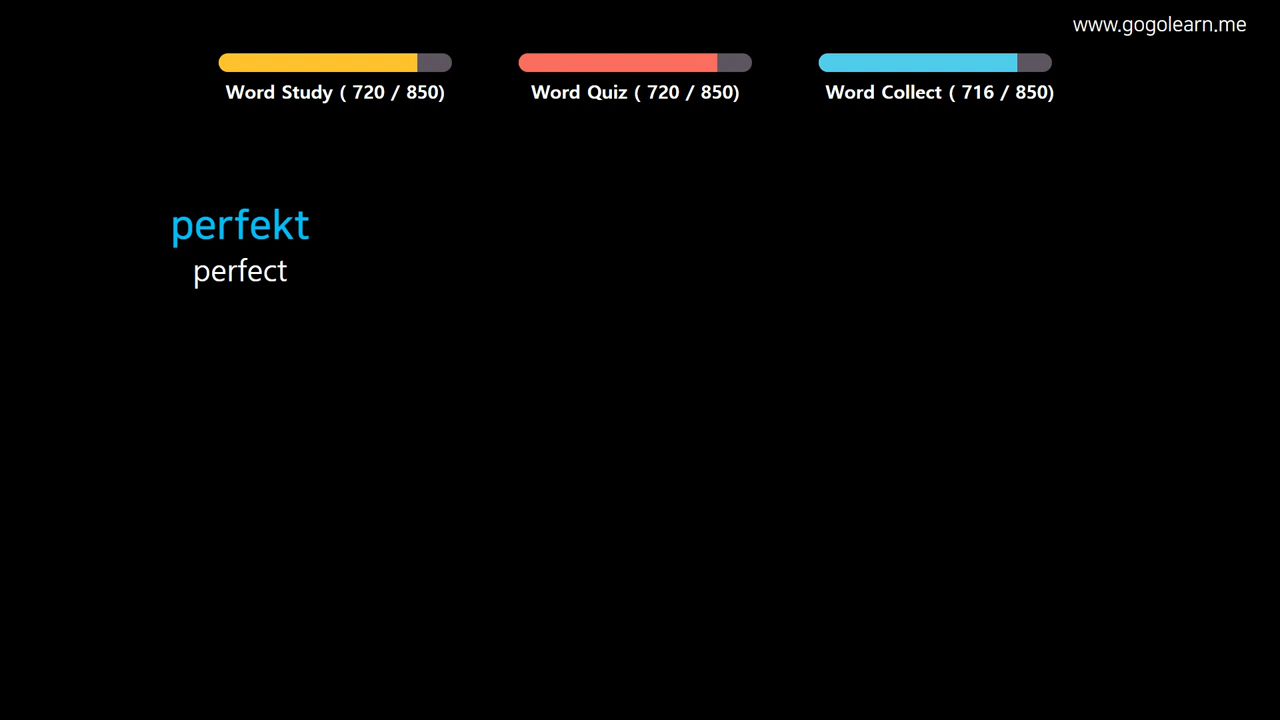 www.gogolearn.me
Word Study ( 720 / 850)
Word Quiz ( 720 / 850)
Word Collect ( 716 / 850)
perfekt
perfect